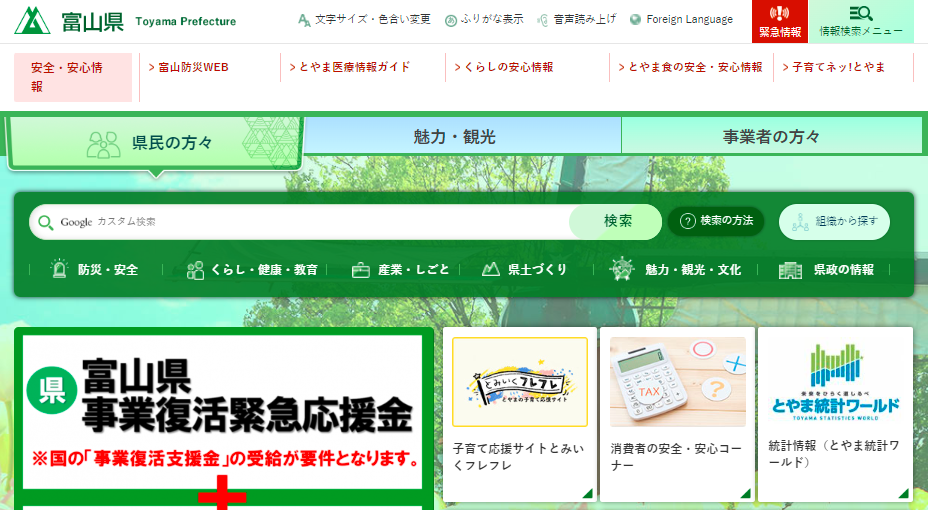 富山県 Toyama Prefecture
文字サイズ・色合い変更
ふりがな表示
音声読み上げ
Foreign Language
緊急情報
情報検索メニュー
安全・安心情
報
富山防災WEB
とやま医療情報ガイド
くらしの安心情報
とやま食の安全・安心情報
子育てネッ!とやま
県民の方々
魅力・観光
事業者の方々
Google カスタム検索
検索
? 検索の方法
組織から探す
防災・安全
くらし・健康・教育
産業・しごと
県土づくり
魅力・観光・文化
県政の情報
県
富山県
事業復活緊急応援金
※国の「事業復活支援金」の受給が要件となります。
とみいくフレフレ
とやまの子育て応援サイト
子育て応援サイトとみい
くフレフレ
TAX
?
消費者の安全・安心コー
ナー
未来をひらく道しるべ
とやま統計ワールド
TOYAMA STATISTICS WORLD
統計情報（とやま統計ワ
ールド）